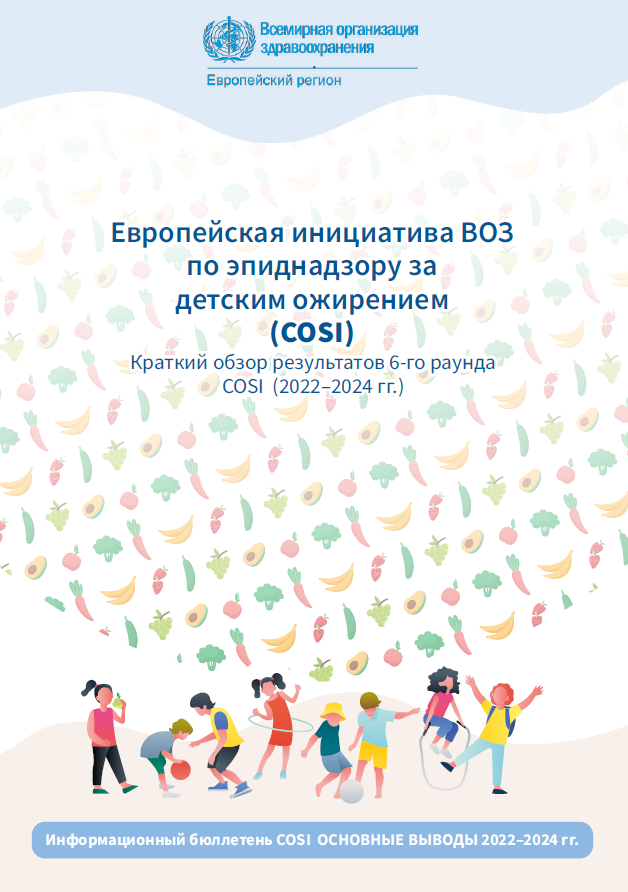 Всемирная организация
здравоохранения
Европейский регион
Европейская инициатива ВОЗ
по эпиднадзору за
детским ожирением
(COSI)
Краткий обзор результатов 6-го раунда
COSI (2022–2024 гг.)
Информационный бюллетень COSI ОСНОВНЫЕ ВЫВОДЫ 2022–2024 гг.